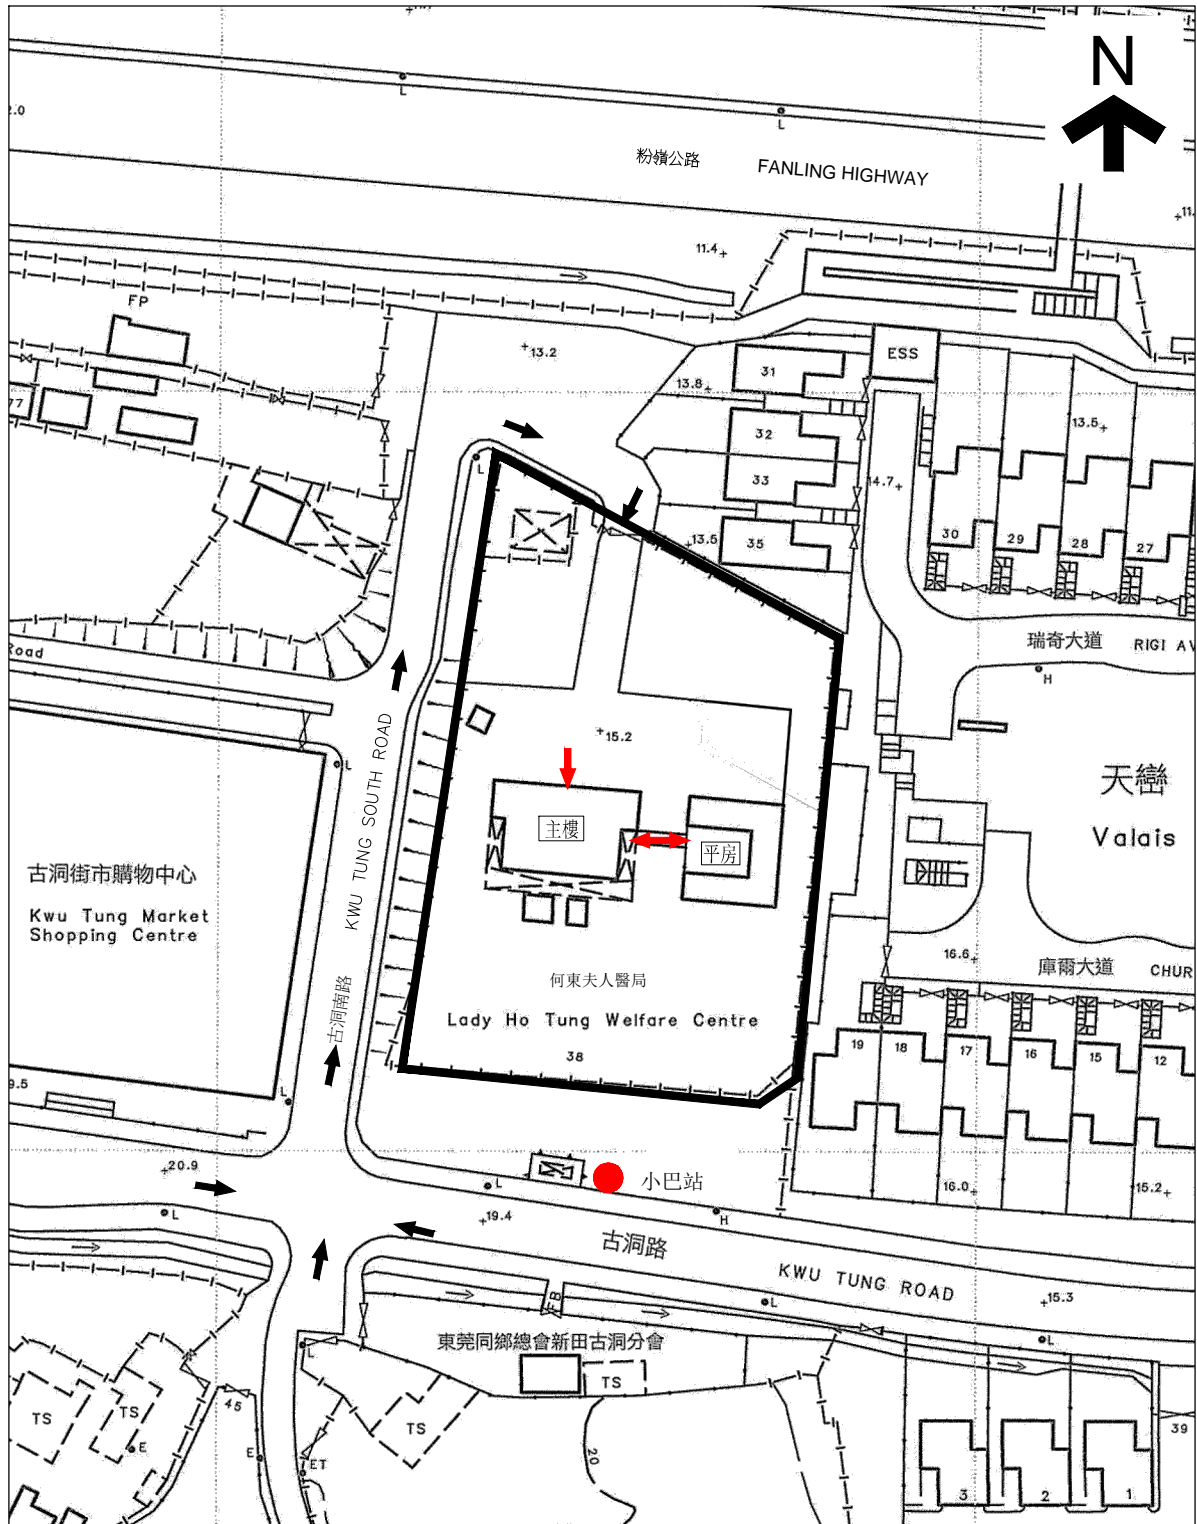 N
L
L
2.0
粉嶺公路 FANLING HIGHWAY
11.4
11.
FP
13.2
ESS
31
13.8
77
32
13.5
33
14.7
L
13.5
35
30
29
28
27
Road
瑞奇大道 RIGI AV
H
15.2
L
KWU TUNG SOUTH ROAD
古洞南路
主樓
平房
天巒
Valais
古洞街市購物中心
Kwu Tung Market
Shopping Centre
16.6
庫爾大道 CHUR
何東夫人醫局
Lady Ho Tung Welfare Centre
38
19
18
17
16
15
12
9.5
L
20.9
小巴站
16.0
15.2
L
L
19.4
H
古洞路
KWU TUNG ROAD
FB
L
15.3
L
東莞同鄉總會新田古洞分會
L
TS
TS
TS
TS
45
E
E
ET
20
39
3
2
1